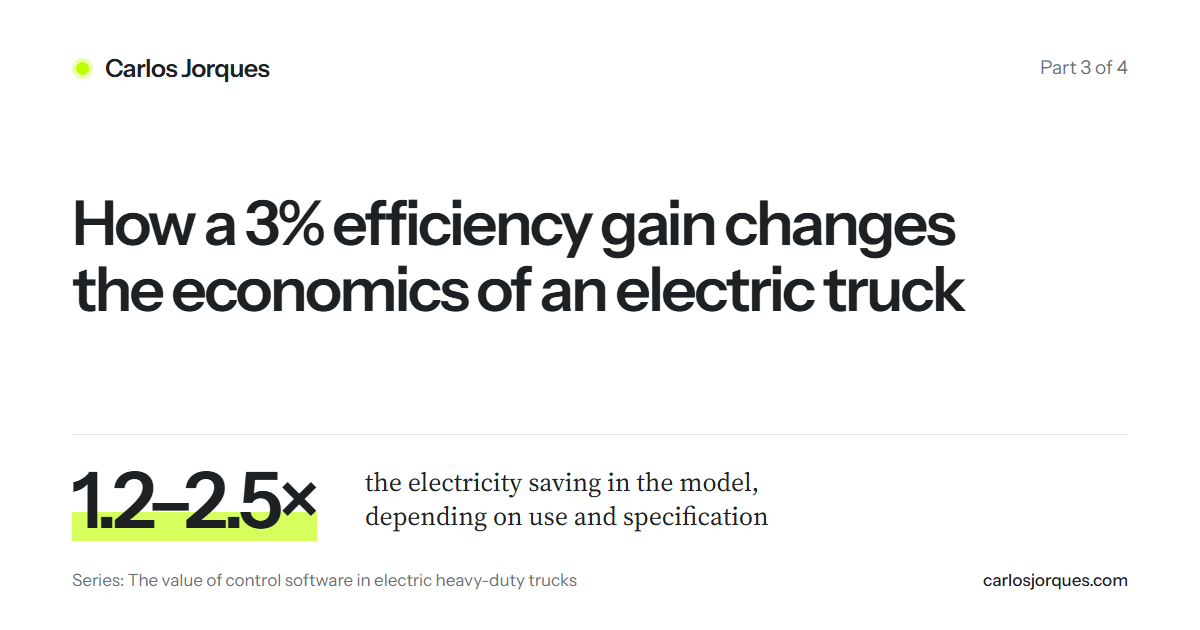 Carlos Jorques
Part 3 of 4
How a 3% efficiency gain changes
the economics of an electric truck
1.2–2.5×
the electricity saving in the model,
depending on use and specification
Series: The value of control software in electric heavy-duty trucks
carlosjorques.com